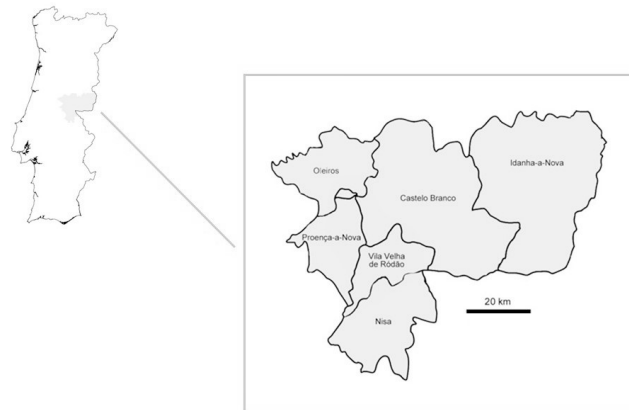 Idanha-a-Nova
Oleiros
Castelo Branco
Proença-a-Nova
Vila Velha
de Ródão
20 km
Nisa